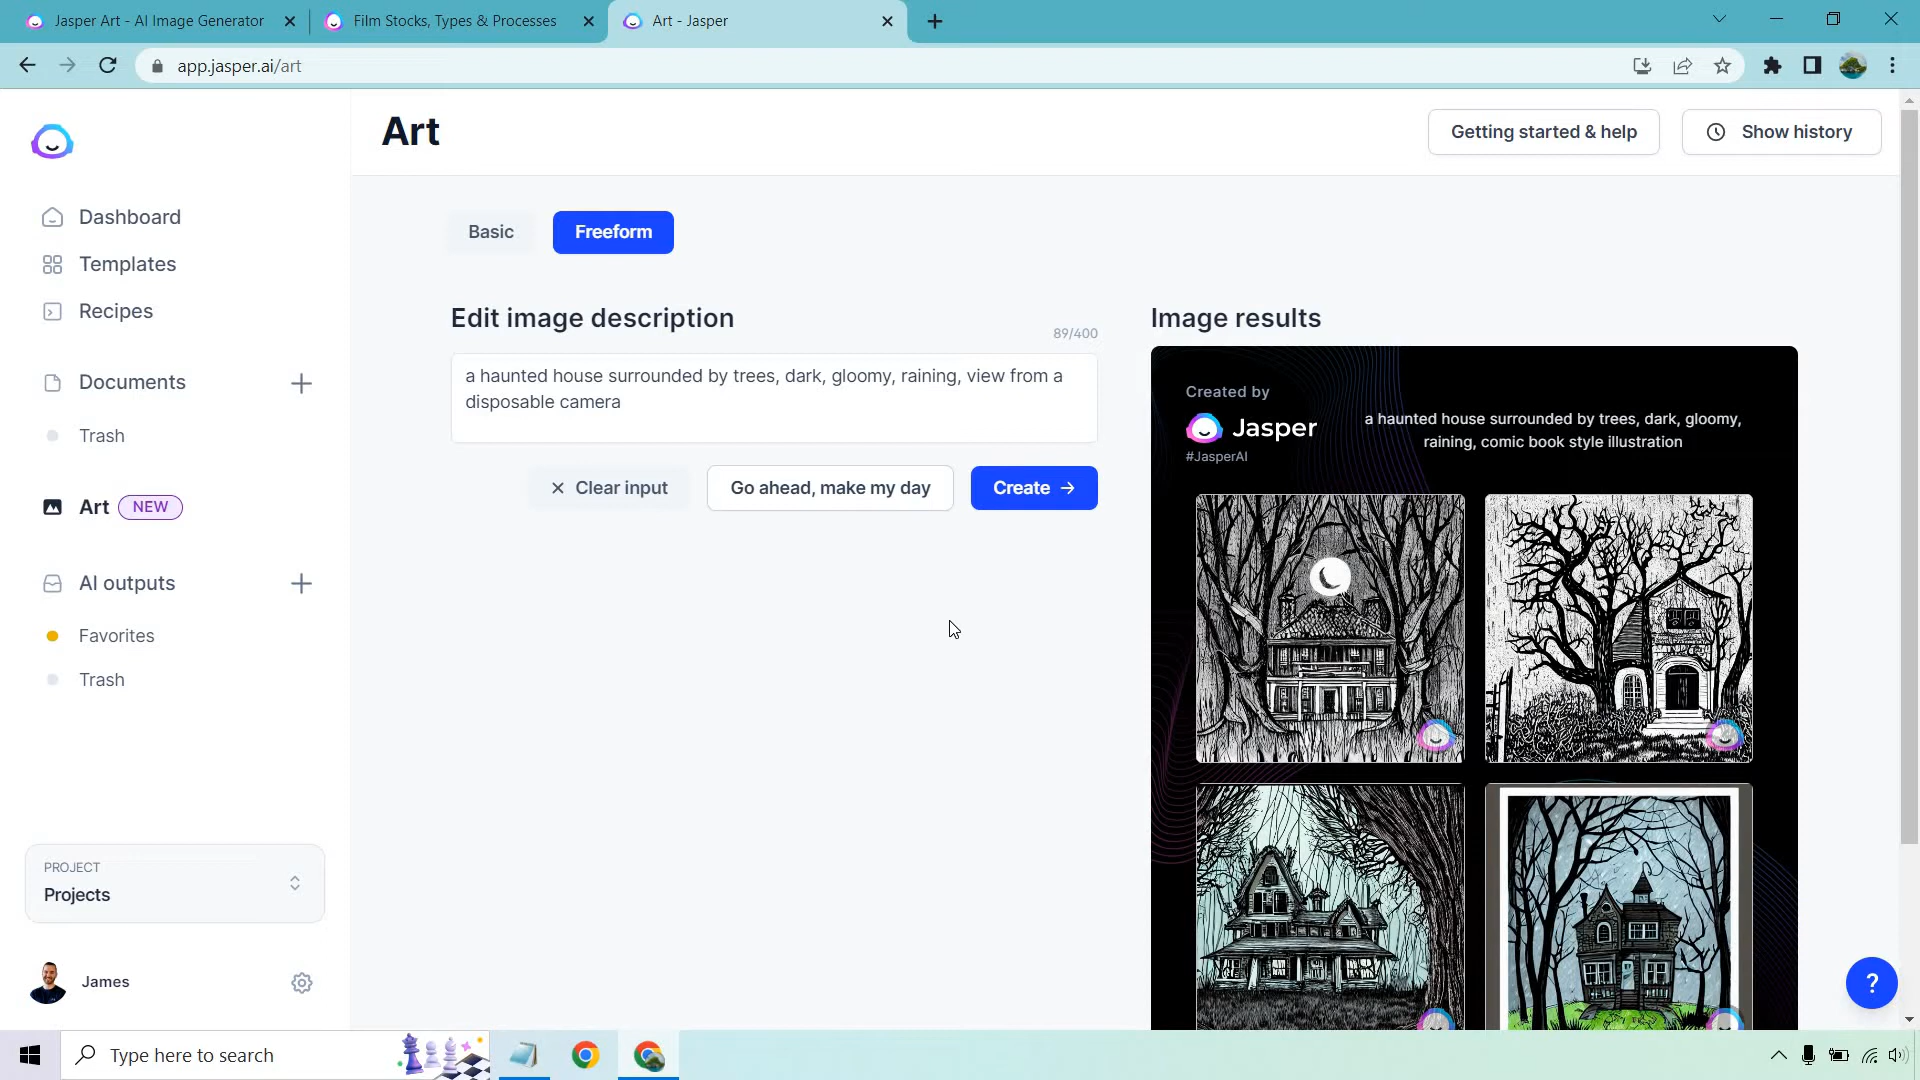 Jasper Art - AI Image Generator
Film Stocks, Types & Processes
Art - Jasper
app.jasper.ai/art
Art
Getting started & help
Show history
Dashboard
Templates
Recipes
Documents
Trash
Art NEW
AI outputs
Favorites
Trash
PROJECT
Projects
James
Basic
Freeform
Edit image description
89/400
a haunted house surrounded by trees, dark, gloomy, raining, view from a
disposable camera
Clear input
Go ahead, make my day
Create
Image results
Created by
Jasper
#JasperAI
a haunted house surrounded by trees, dark, gloomy,
raining, comic book style illustration
?
Type here to search